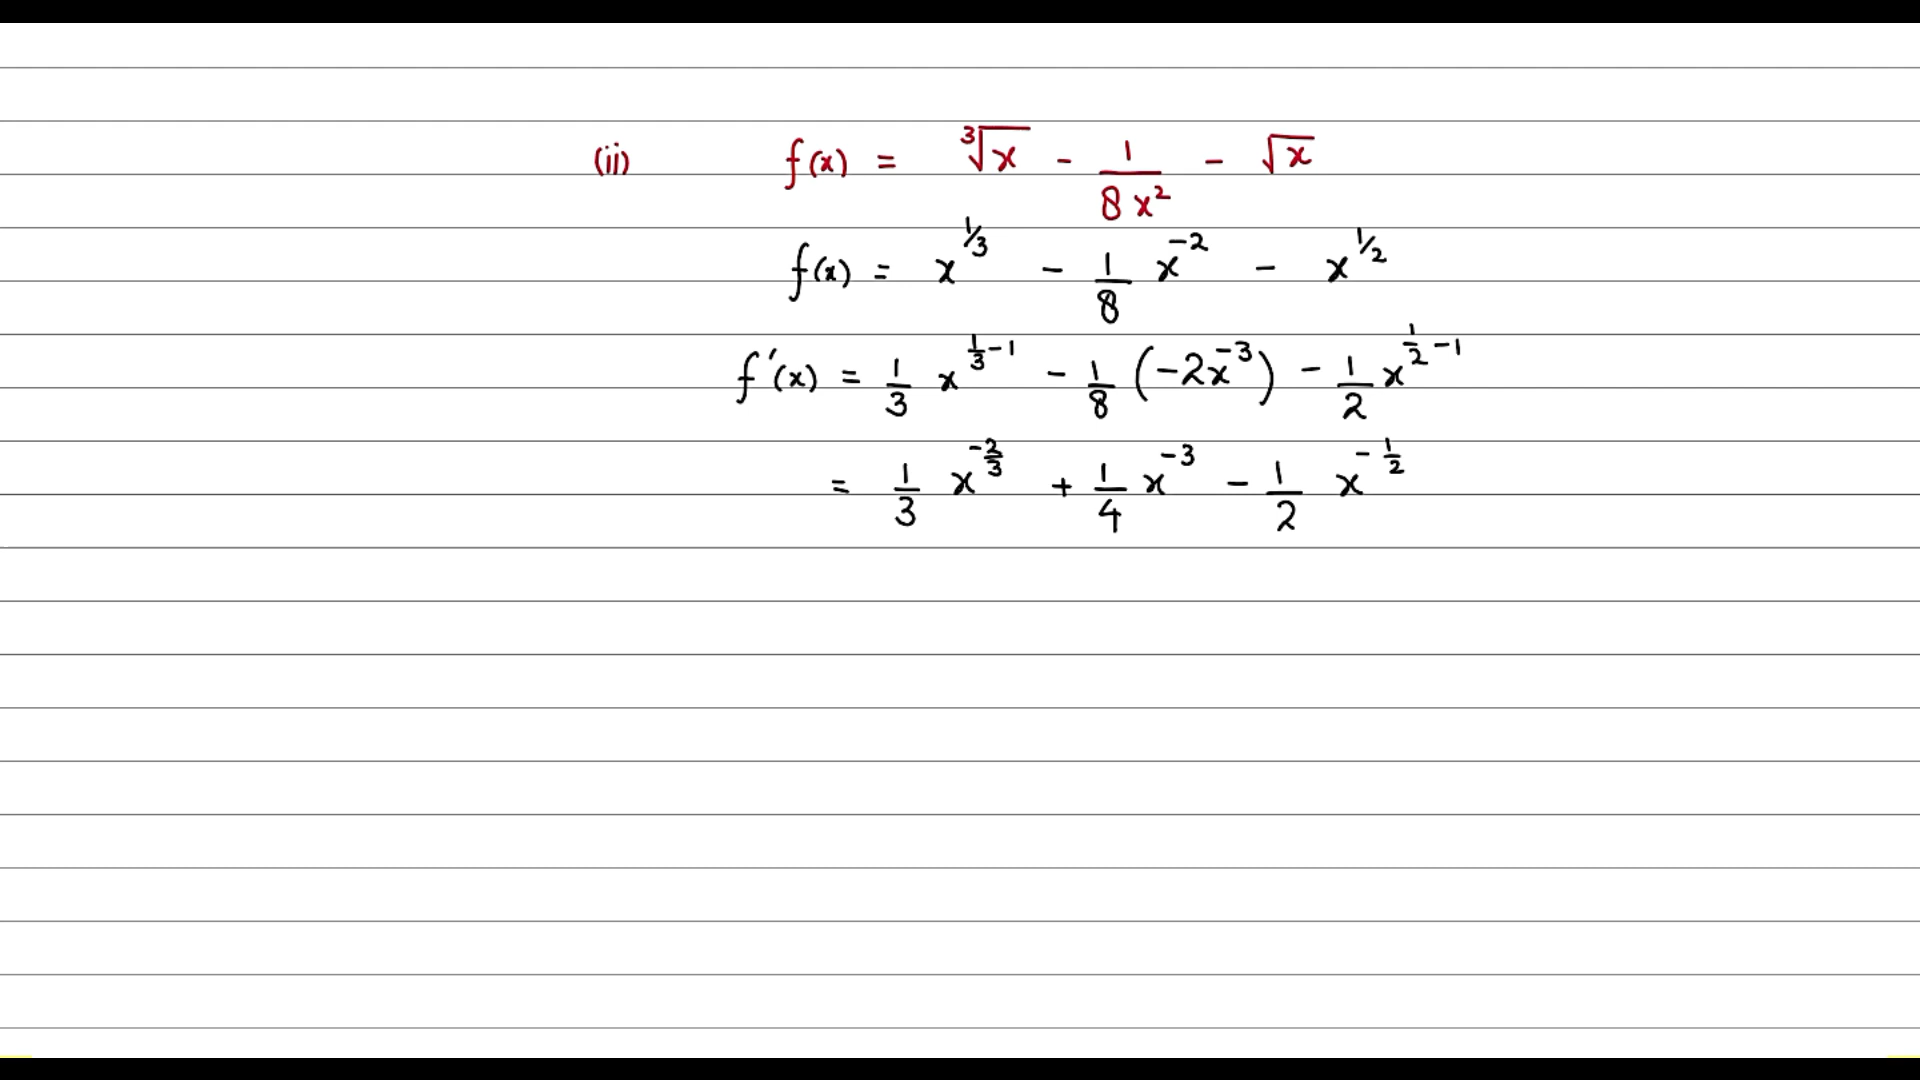 (ii) f(x) = ∛x - 1/(8x²) - √x
f(x) = x^(1/3) - 1/8 x^(-2) - x^(1/2)
f'(x) = 1/3 x^(1/3 - 1) - 1/8 (-2x^(-3)) - 1/2 x^(1/2 - 1)
= 1/3 x^(-2/3) + 1/4 x^(-3) - 1/2 x^(-1/2)